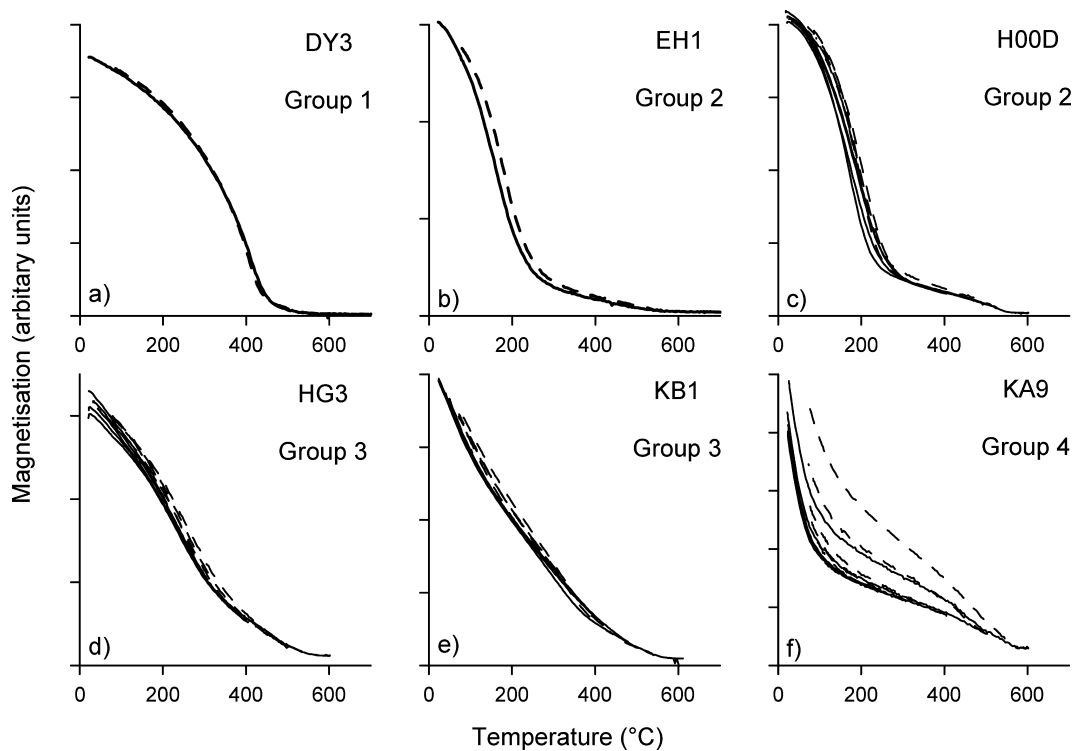 Magnetisation (arbitary units)
DY3
Group 1
a)
0 200 400 600
EH1
Group 2
b)
0 200 400 600
H00D
Group 2
c)
0 200 400 600
HG3
Group 3
d)
0 200 400 600
KB1
Group 3
e)
0 200 400 600
KA9
Group 4
f)
0 200 400 600
Temperature (°C)